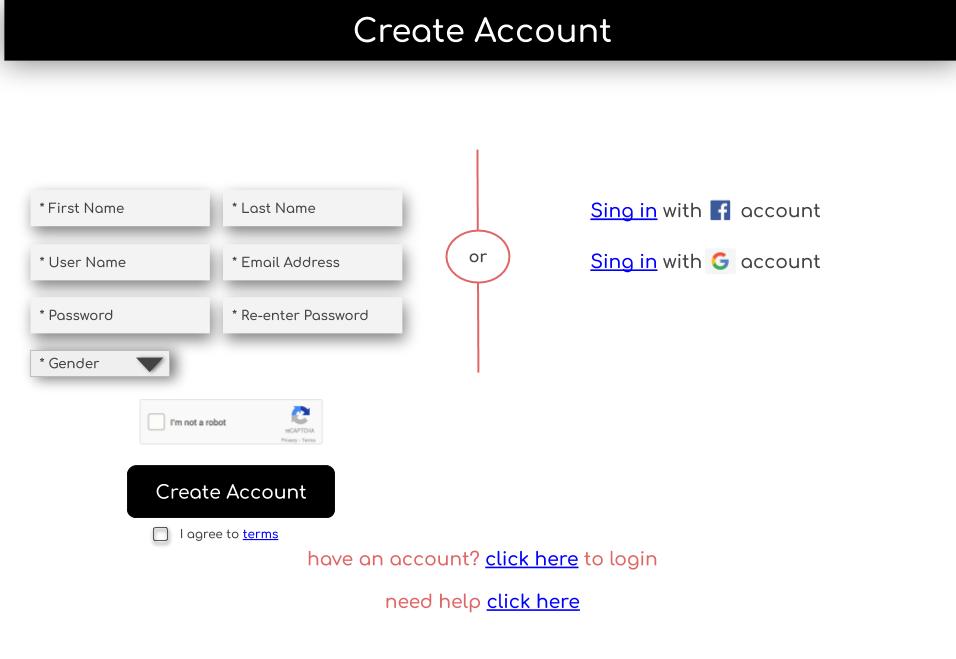 Create Account
* First Name
* Last Name
* User Name
* Email Address
* Password
* Re-enter Password
* Gender
I'm not a robot
reCAPTCHA
Privacy - Terms
Create Account
I agree to terms
or
Sing in with account
Sing in with account
have an account? click here to login
need help click here